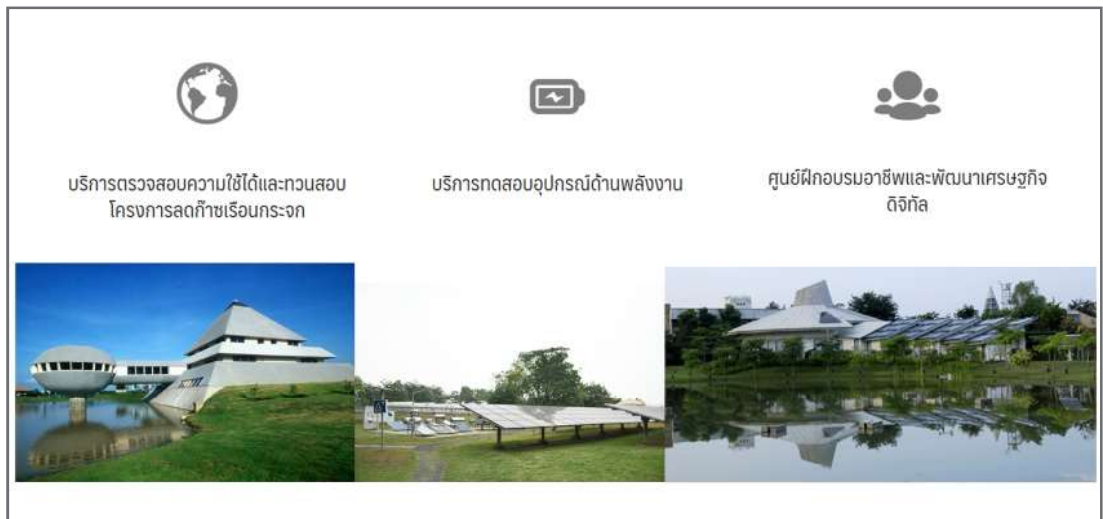 บริการตรวจสอบความใช้ได้และทวนสอบ
โครงการลดก๊าซเรือนกระจก
บริการทดสอบอุปกรณ์ด้านพลังงาน
ศูนย์ฝึกอบรมอาชีพและพัฒนาเศรษฐกิจ
ดิจิทัล